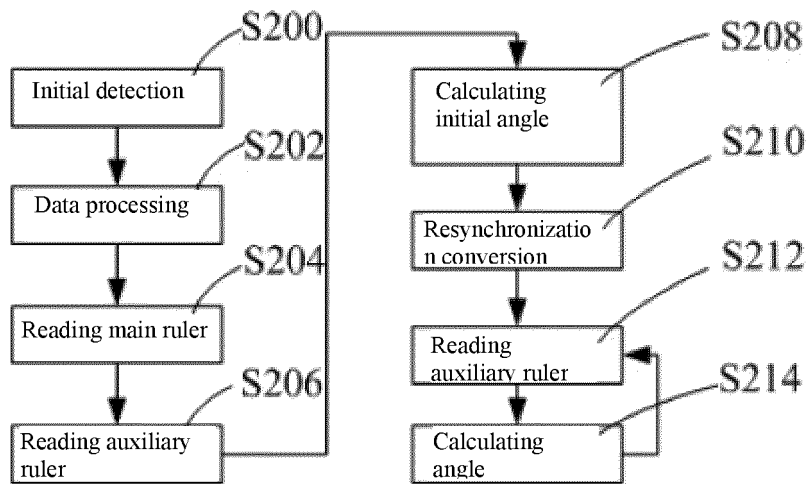 S200
Initial detection
S202
Data processing
S204
Reading main ruler
S206
Reading auxiliary
ruler
S208
Calculating
initial angle
S210
Resynchronizatio
n conversion
S212
Reading
auxiliary ruler
S214
Calculating
angle